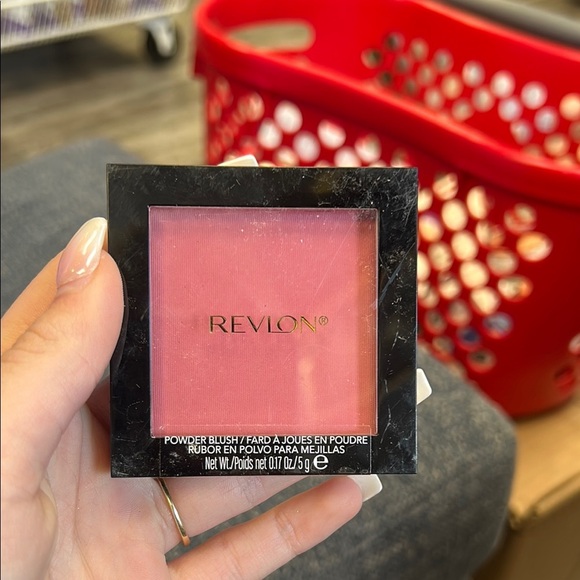 REVLON®
POWDER BLUSH / FARD À JOUES EN POUDRE
RUBOR EN POLVO PARA MEJILLAS
Net Wt./Poids net 0.17 Oz/5 g ℮